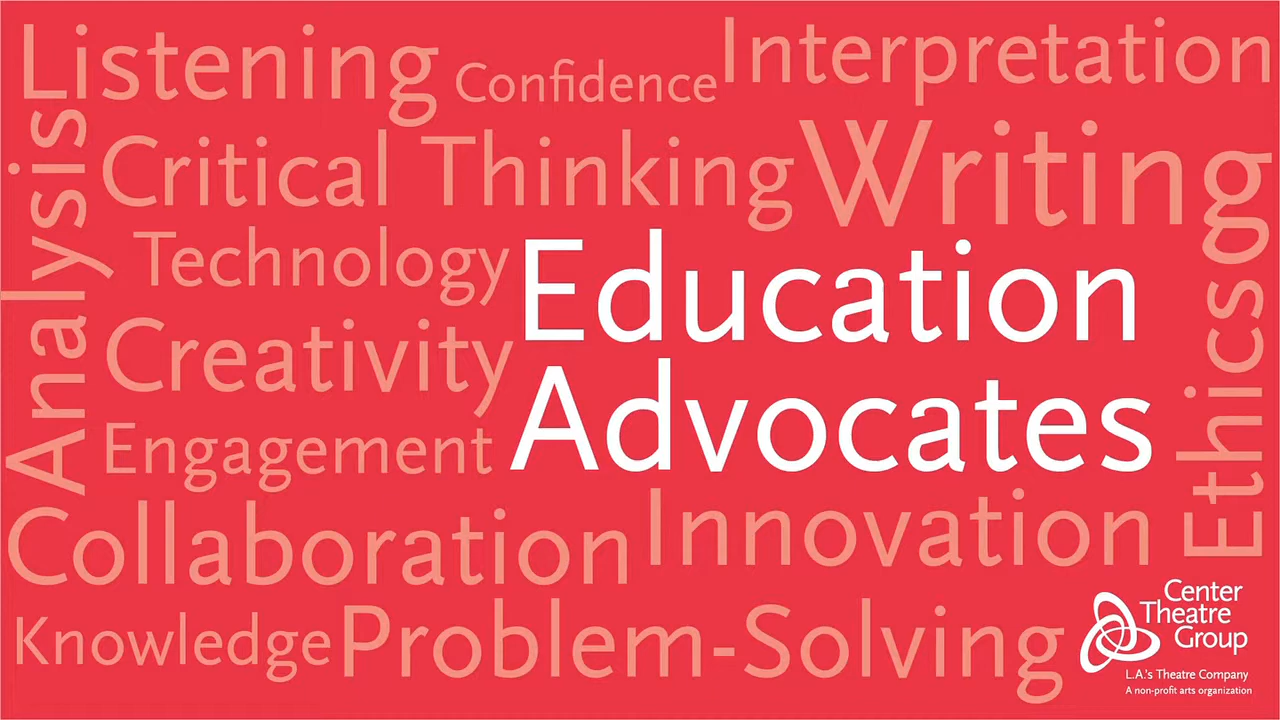 Listening
Confidence
Interpretation
Analysis
Critical Thinking
Writing
Technology
Education
Advocates
Creativity
Ethics
Engagement
Collaboration
Innovation
Knowledge
Problem-Solving
Center
Theatre
Group
L.A.'s Theatre Company
A non-profit arts organization